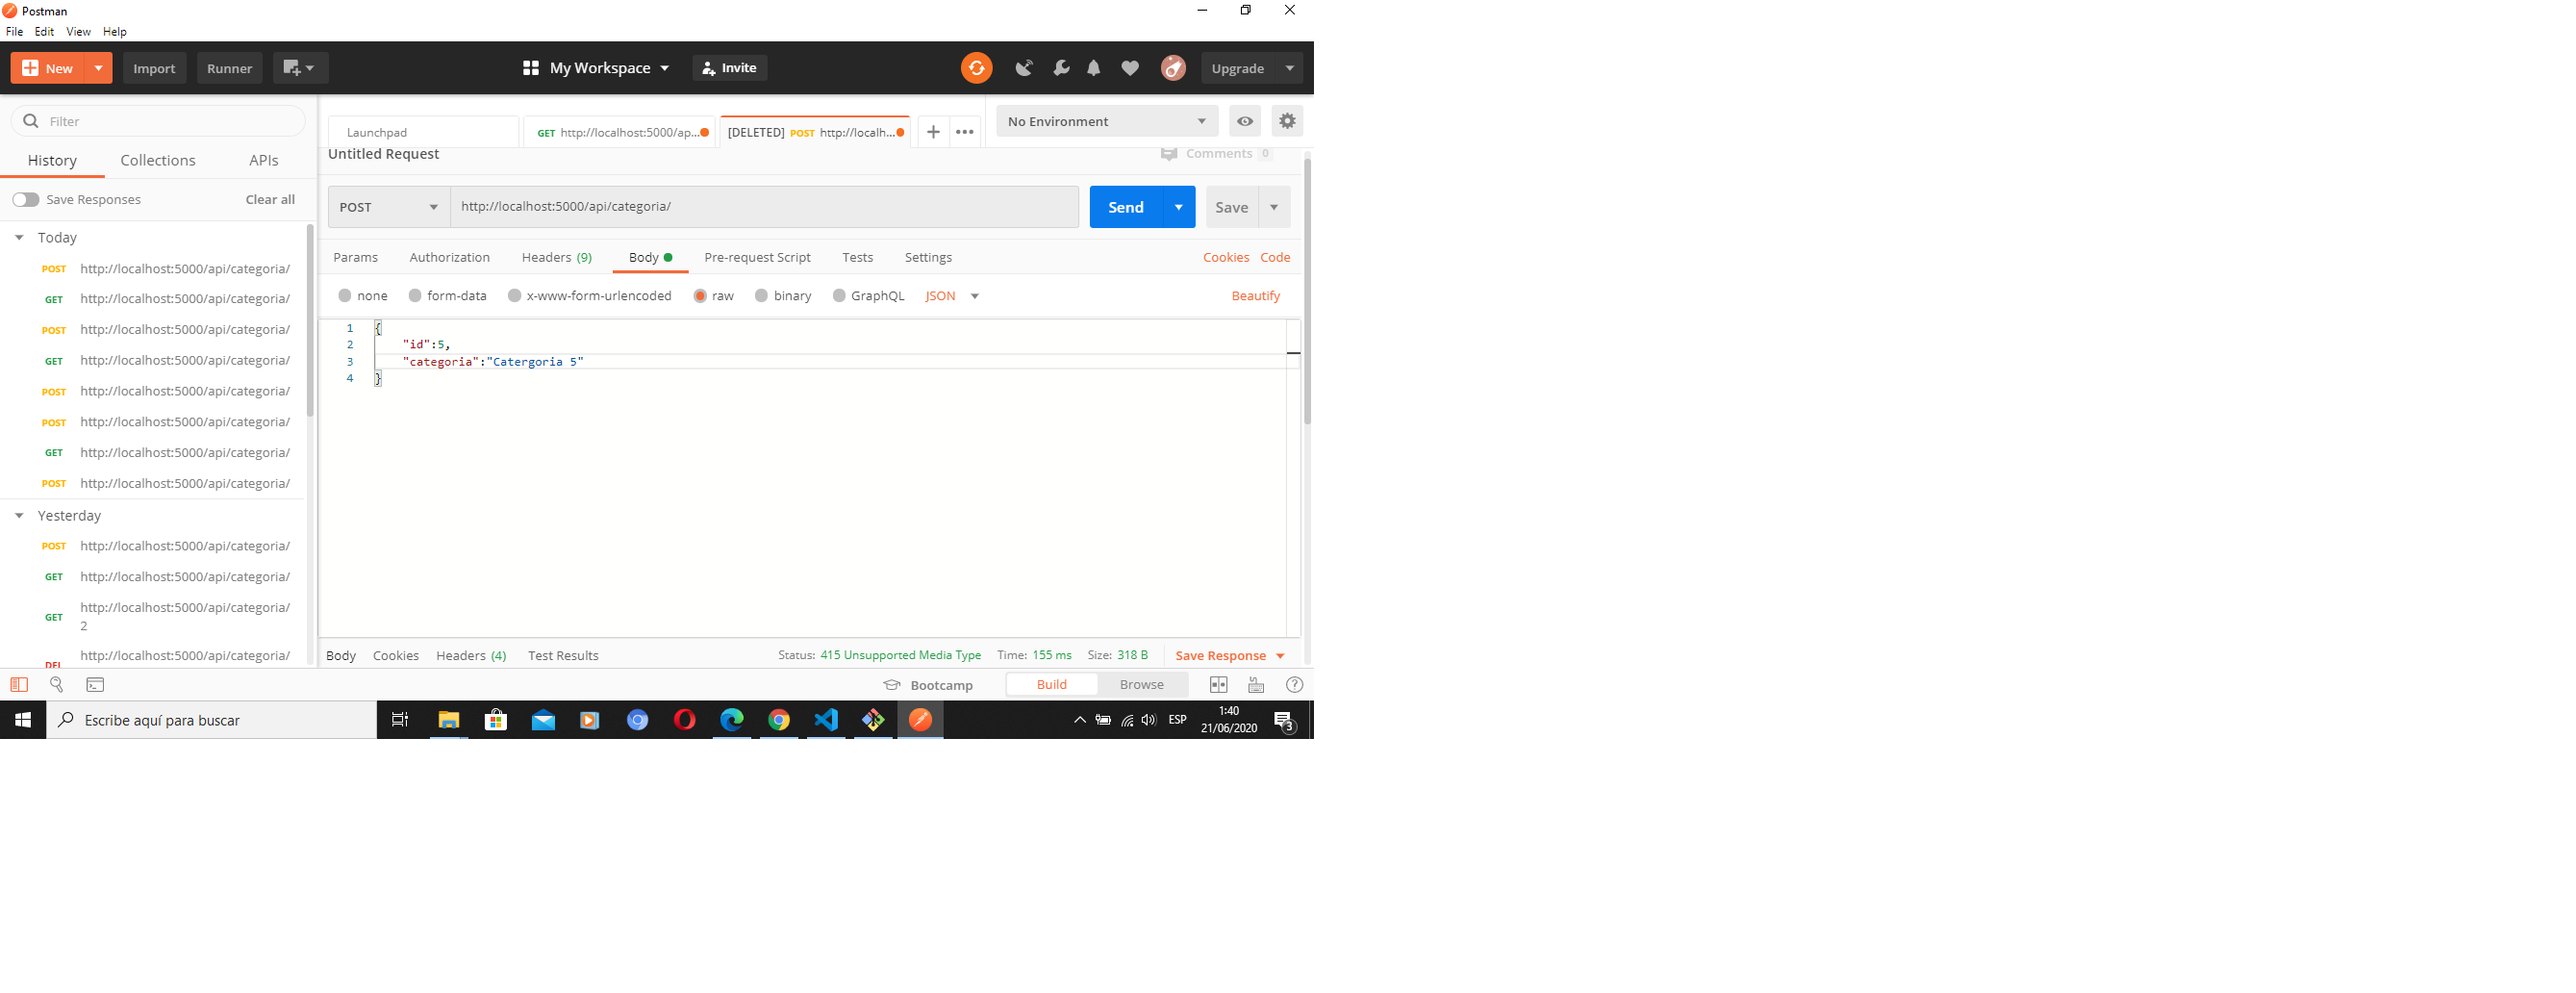 Postman
File Edit View Help
New Import Runner My Workspace Invite Upgrade
Filter
History Collections APIs
Save Responses Clear all
Today
POST http://localhost:5000/api/categoria/
GET http://localhost:5000/api/categoria/
POST http://localhost:5000/api/categoria/
GET http://localhost:5000/api/categoria/
POST http://localhost:5000/api/categoria/
POST http://localhost:5000/api/categoria/
GET http://localhost:5000/api/categoria/
POST http://localhost:5000/api/categoria/
Yesterday
POST http://localhost:5000/api/categoria/
GET http://localhost:5000/api/categoria/
GET http://localhost:5000/api/categoria/
2
DEL http://localhost:5000/api/categoria/
Launchpad GET http://localhost:5000/ap... [DELETED] POST http://localh... No Environment
Untitled Request Comments 0
POST http://localhost:5000/api/categoria/ Send Save
Params Authorization Headers (9) Body Pre-request Script Tests Settings Cookies Code
none form-data x-www-form-urlencoded raw binary GraphQL JSON Beautify
1 {
2 "id":5,
3 "categoria":"Catergoria 5"
4 }
Body Cookies Headers (4) Test Results Status: 415 Unsupported Media Type Time: 155 ms Size: 318 B Save Response
Bootcamp Build Browse
Escribe aquí para buscar ESP 1:40
21/06/2020 3